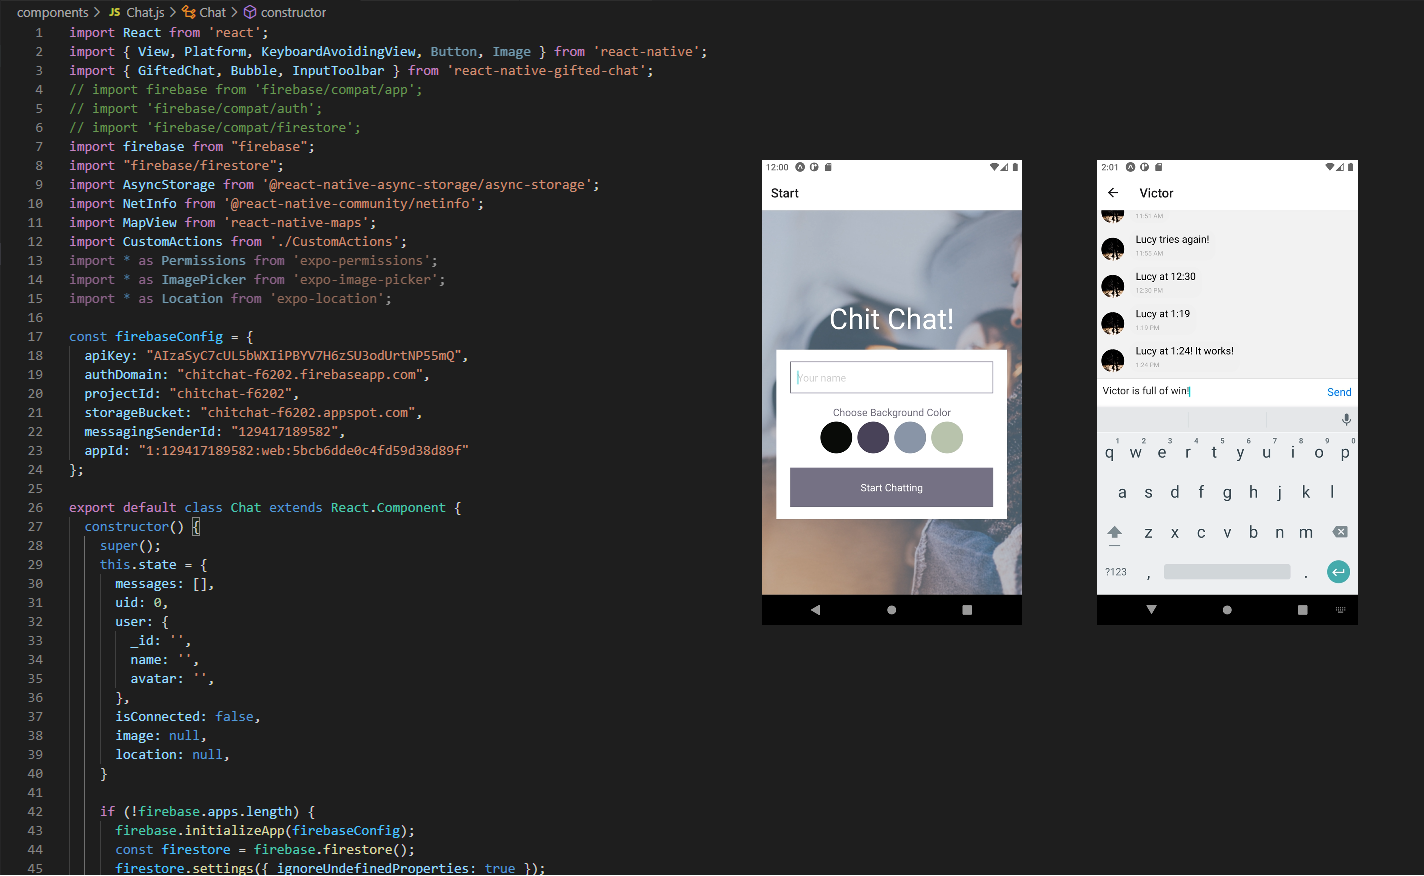 components > JS Chat.js > Chat > constructor
1 import React from 'react';
2 import { View, Platform, KeyboardAvoidingView, Button, Image } from 'react-native';
3 import { GiftedChat, Bubble, InputToolbar } from 'react-native-gifted-chat';
4 // import firebase from 'firebase/compat/app';
5 // import 'firebase/compat/auth';
6 // import 'firebase/compat/firestore';
7 import firebase from "firebase";
8 import "firebase/firestore";
9 import AsyncStorage from '@react-native-async-storage/async-storage';
10 import NetInfo from '@react-native-community/netinfo';
11 import MapView from 'react-native-maps';
12 import CustomActions from './CustomActions';
13 import * as Permissions from 'expo-permissions';
14 import * as ImagePicker from 'expo-image-picker';
15 import * as Location from 'expo-location';
16
17 const firebaseConfig = {
18 apiKey: "AIzaSyC7cUL5bWXIiPBYV7H6zSU3odUrtNP55mQ",
19 authDomain: "chitchat-f6202.firebaseapp.com",
20 projectId: "chitchat-f6202",
21 storageBucket: "chitchat-f6202.appspot.com",
22 messagingSenderId: "129417189582",
23 appId: "1:129417189582:web:5bcb6dde0c4fd59d38d89f"
24 };
25
26 export default class Chat extends React.Component {
27 constructor() {
28 super();
29 this.state = {
30 messages: [],
31 uid: 0,
32 user: {
33 _id: '',
34 name: '',
35 avatar: '',
36 },
37 isConnected: false,
38 image: null,
39 location: null,
40 }
41
42 if (!firebase.apps.length) {
43 firebase.initializeApp(firebaseConfig);
44 const firestore = firebase.firestore();
45 firestore.settings({ ignoreUndefinedProperties: true });
12:00
Start
Chit Chat!
Your name
Choose Background Color
Start Chatting
2:01
Victor
11:51 AM
Lucy tries again!
11:55 AM
Lucy at 12:30
12:30 PM
Lucy at 1:19
1:19 PM
Lucy at 1:24! It works!
1:24 PM
Victor is full of win! Send
1 2 3 4 5 6 7 8 9 0
q w e r t y u i o p
a s d f g h j k l
z x c v b n m
?123 , .